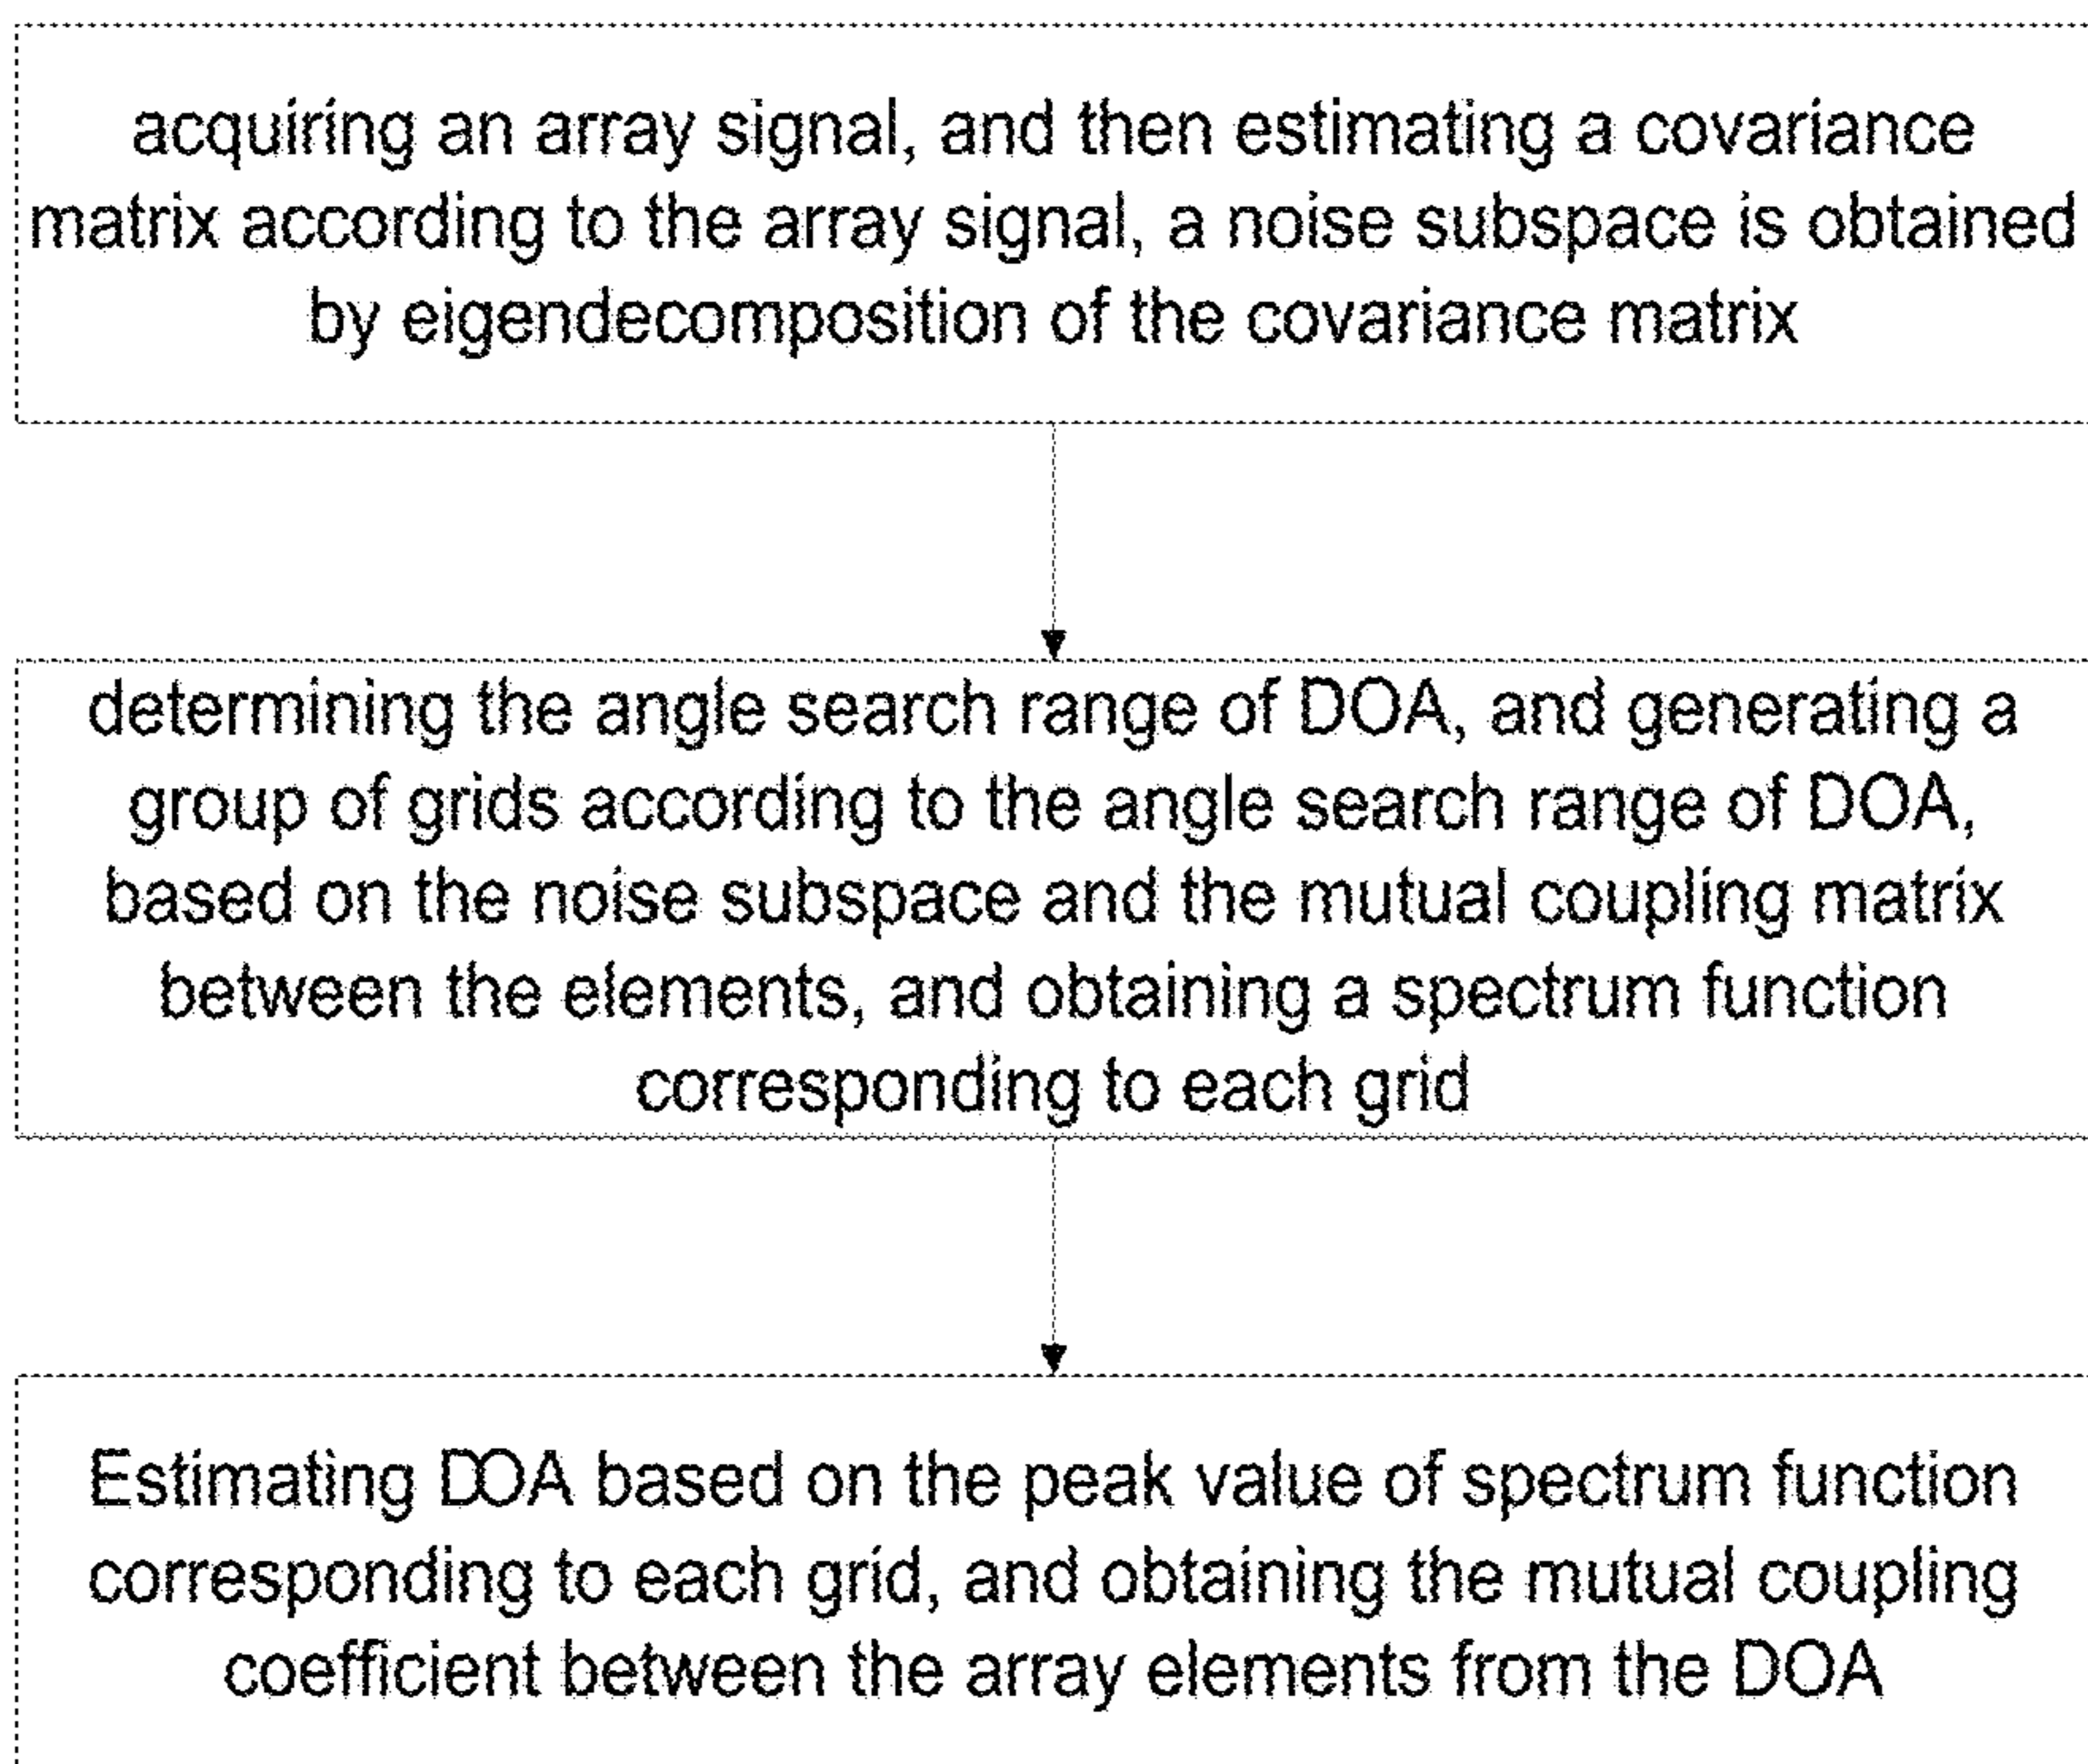 acquiring an array signal, and then estimating a covariance
matrix according to the array signal, a noise subspace is obtained
by eigendecomposition of the covariance matrix
determining the angle search range of DOA, and generating a
group of grids according to the angle search range of DOA,
based on the noise subspace and the mutual coupling matrix
between the elements, and obtaining a spectrum function
corresponding to each grid
Estimating DOA based on the peak value of spectrum function
corresponding to each grid, and obtaining the mutual coupling
coefficient between the array elements from the DOA